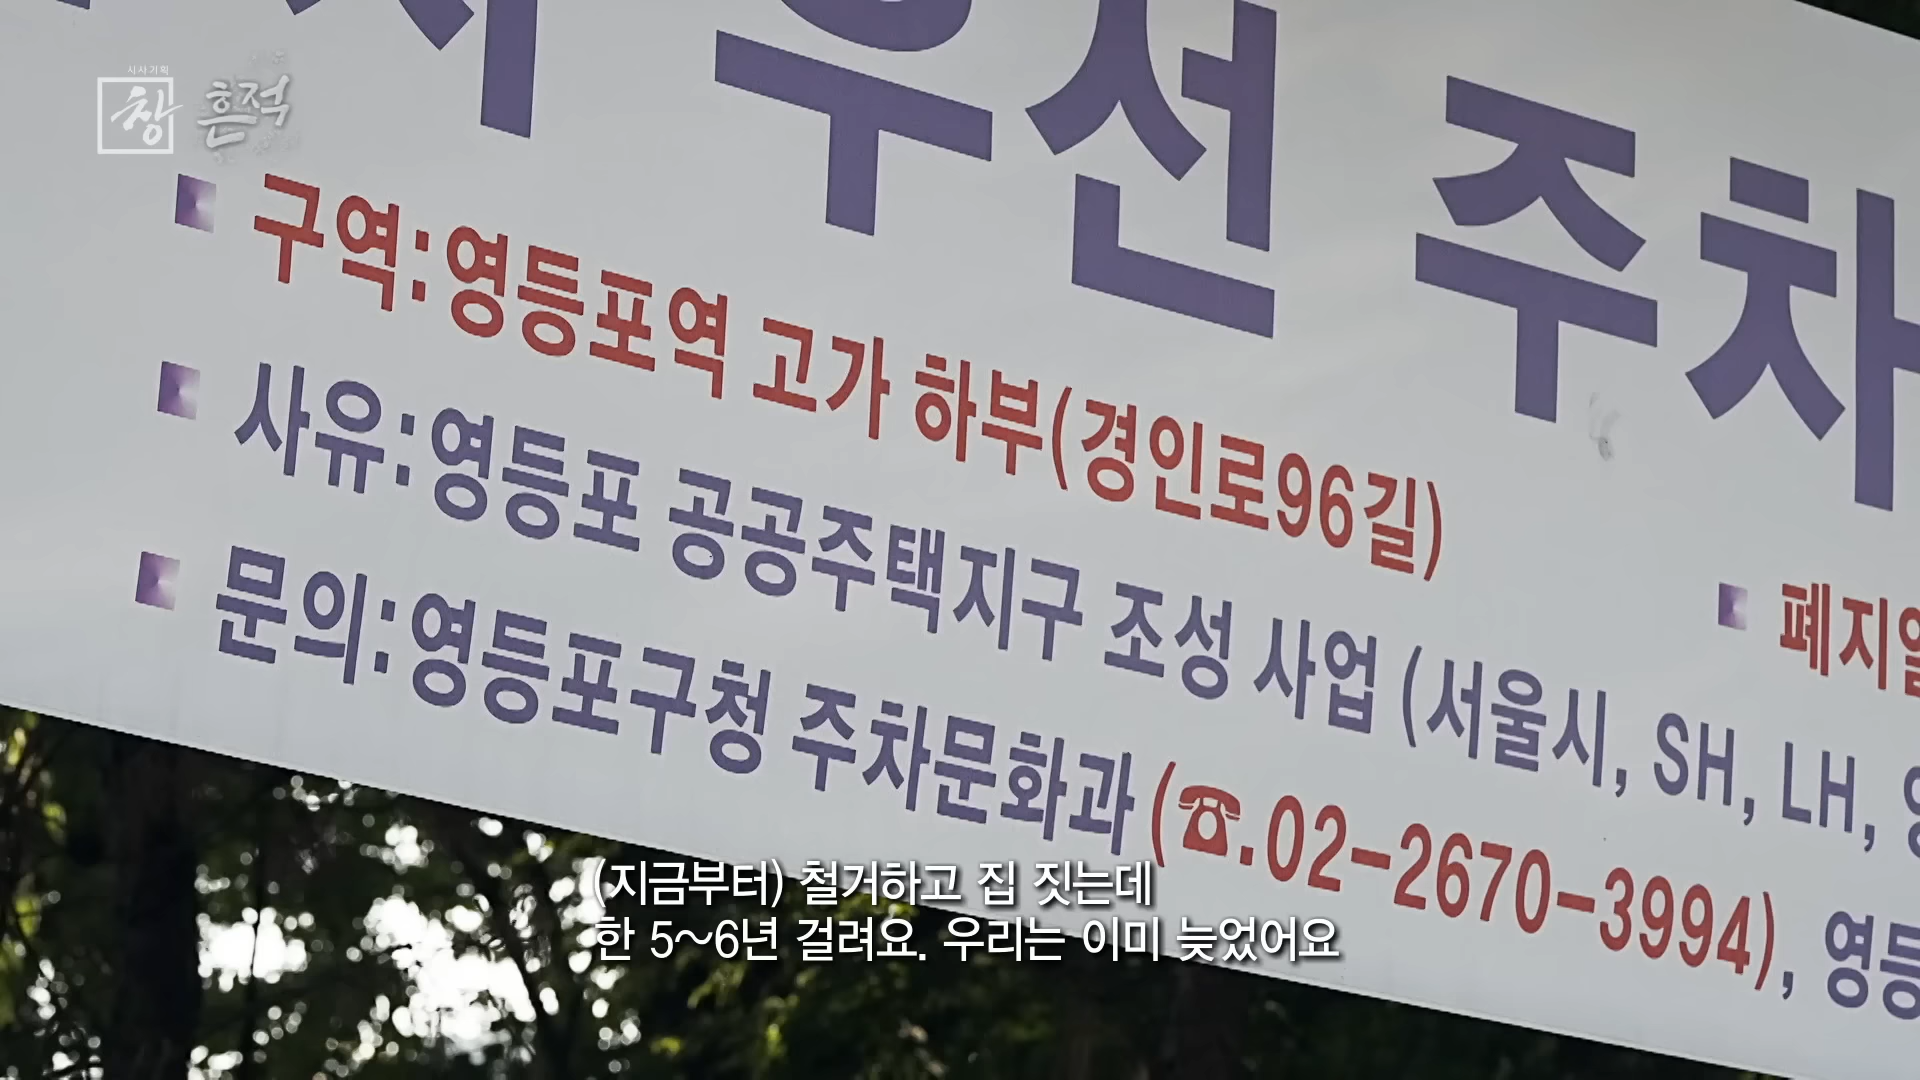 시사기획
창 흔적
우선 주차
구역:영등포역 고가 하부(경인로96길)
사유:영등포 공공주택지구 조성 사업 (서울시, SH, LH,
폐지일
문의:영등포구청 주차문화과(☎.02-2670-3994), 영등
(지금부터) 철거하고 집 짓는데
한 5~6년 걸려요. 우리는 이미 늦었어요